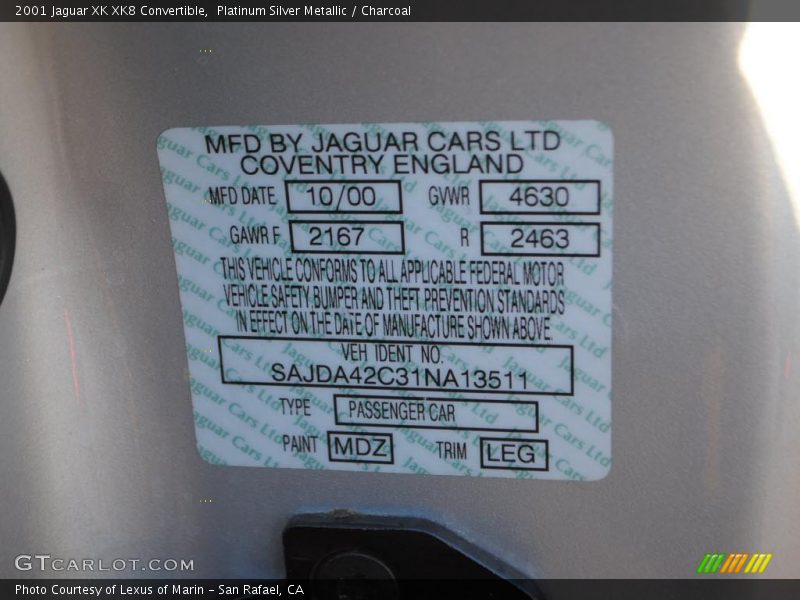 2001 Jaguar XK XK8 Convertible,  Platinum Silver Metallic / Charcoal
MFD BY JAGUAR CARS LTD
COVENTRY ENGLAND
MFD DATE 10/00 GVWR 4630
GAWR F 2167 R 2463
THIS VEHICLE CONFORMS TO ALL APPLICABLE FEDERAL MOTOR
VEHICLE SAFETY, BUMPER AND THEFT PREVENTION STANDARDS
IN EFFECT ON THE DATE OF MANUFACTURE SHOWN ABOVE.
VEH IDENT NO.
SAJDA42C31NA13511
TYPE PASSENGER CAR
PAINT MDZ TRIM LEG
GTCARLOT.COM
Photo Courtesy of Lexus of Marin – San Rafael, CA